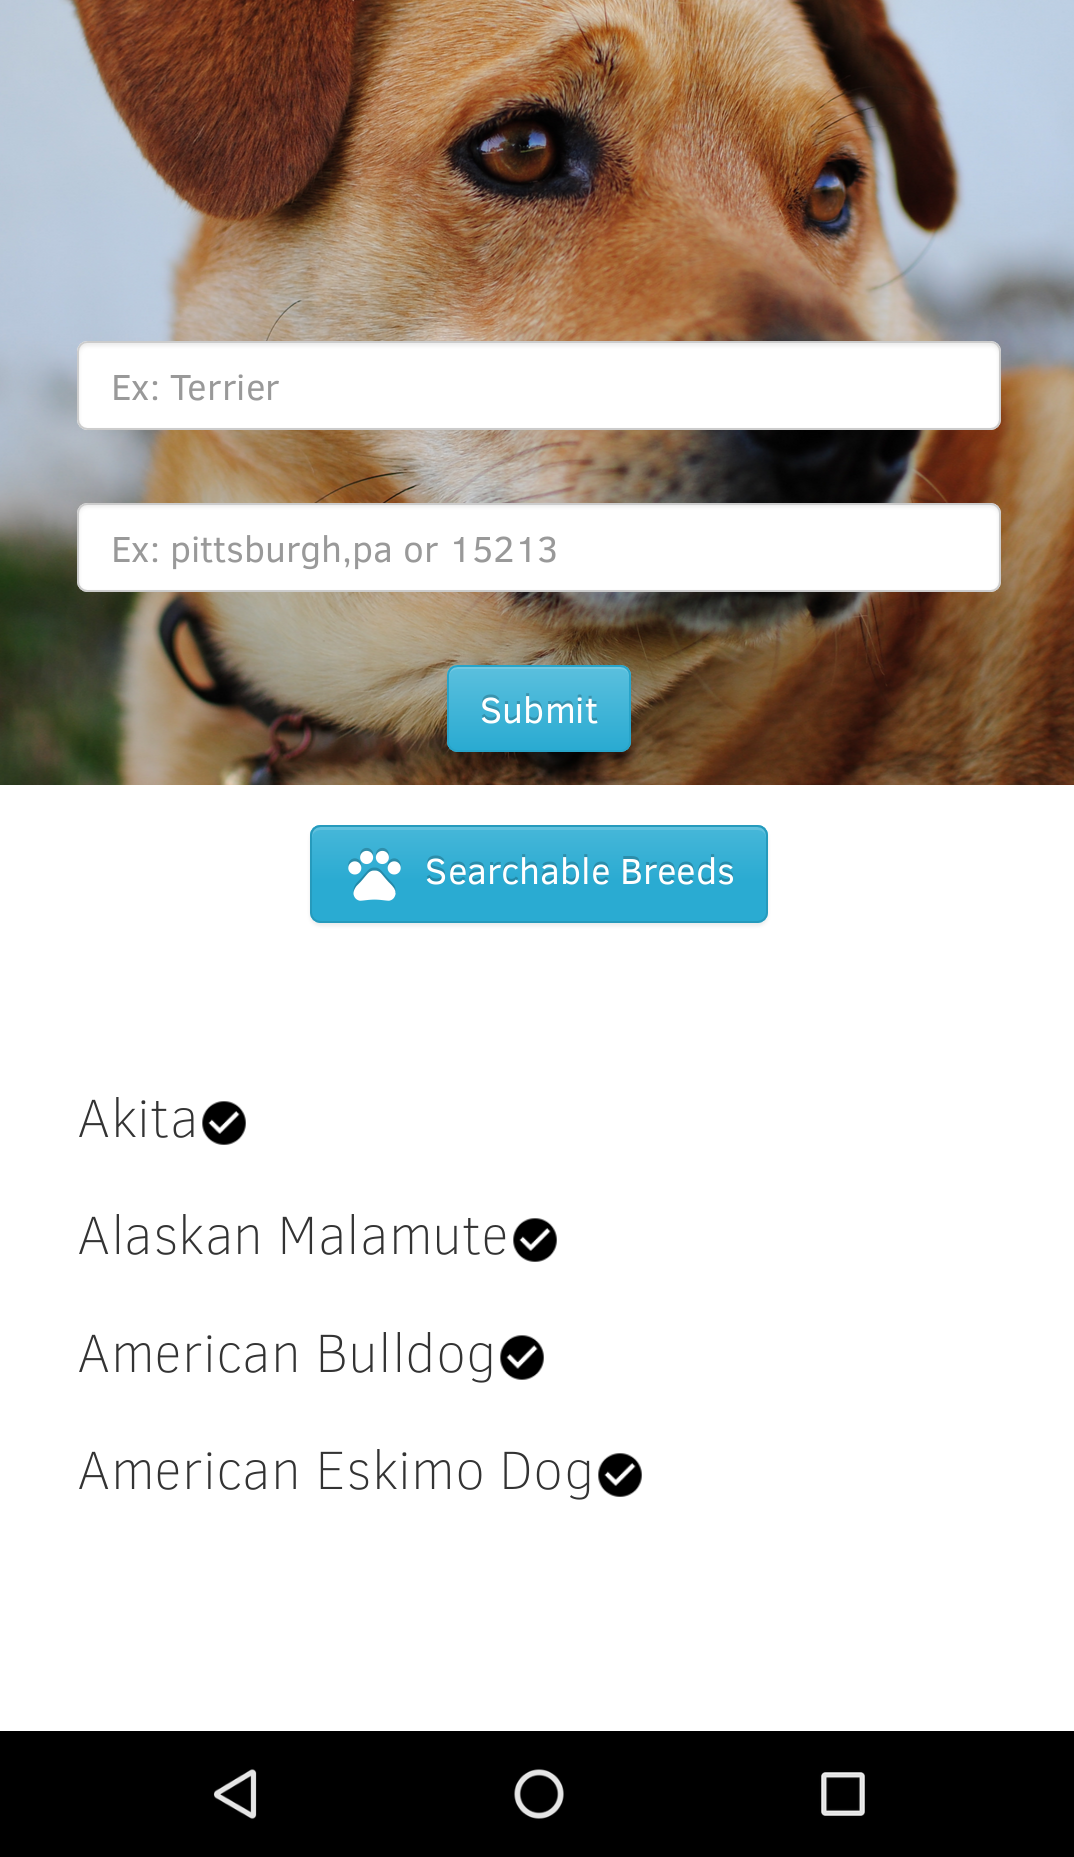 Ex: Terrier
Ex: pittsburgh,pa or 15213
Submit
Searchable Breeds
Akita
Alaskan Malamute
American Bulldog
American Eskimo Dog